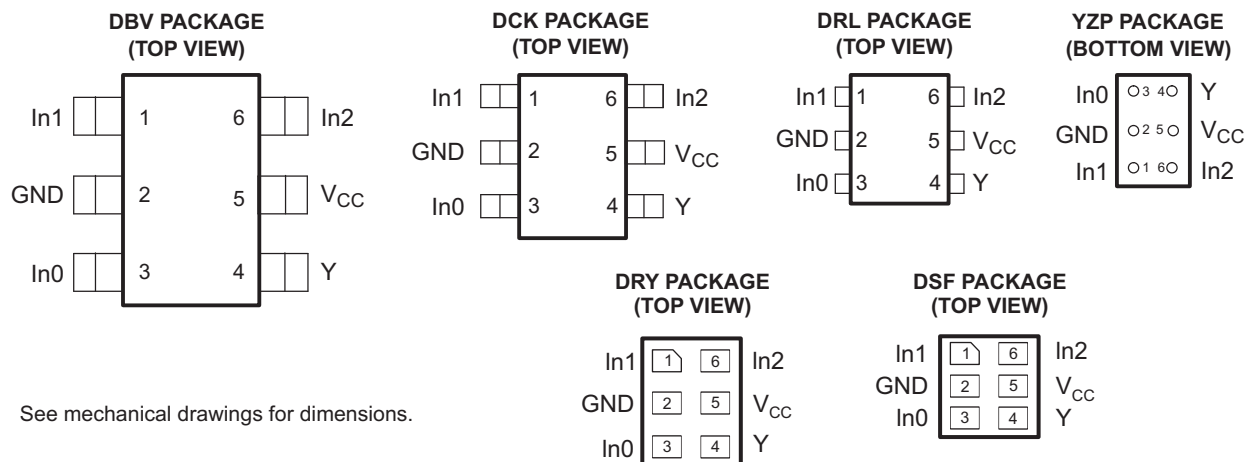 DBV PACKAGE
(TOP VIEW)
In1 1 6 In2
GND 2 5 VCC
In0 3 4 Y
DCK PACKAGE
(TOP VIEW)
In1 1 6 In2
GND 2 5 VCC
In0 3 4 Y
DRL PACKAGE
(TOP VIEW)
In1 1 6 In2
GND 2 5 VCC
In0 3 4 Y
YZP PACKAGE
(BOTTOM VIEW)
In0 3 4 Y
GND 2 5 VCC
In1 1 6 In2
DRY PACKAGE
(TOP VIEW)
In1 1 6 In2
GND 2 5 VCC
In0 3 4 Y
DSF PACKAGE
(TOP VIEW)
In1 1 6 In2
GND 2 5 VCC
In0 3 4 Y
See mechanical drawings for dimensions.